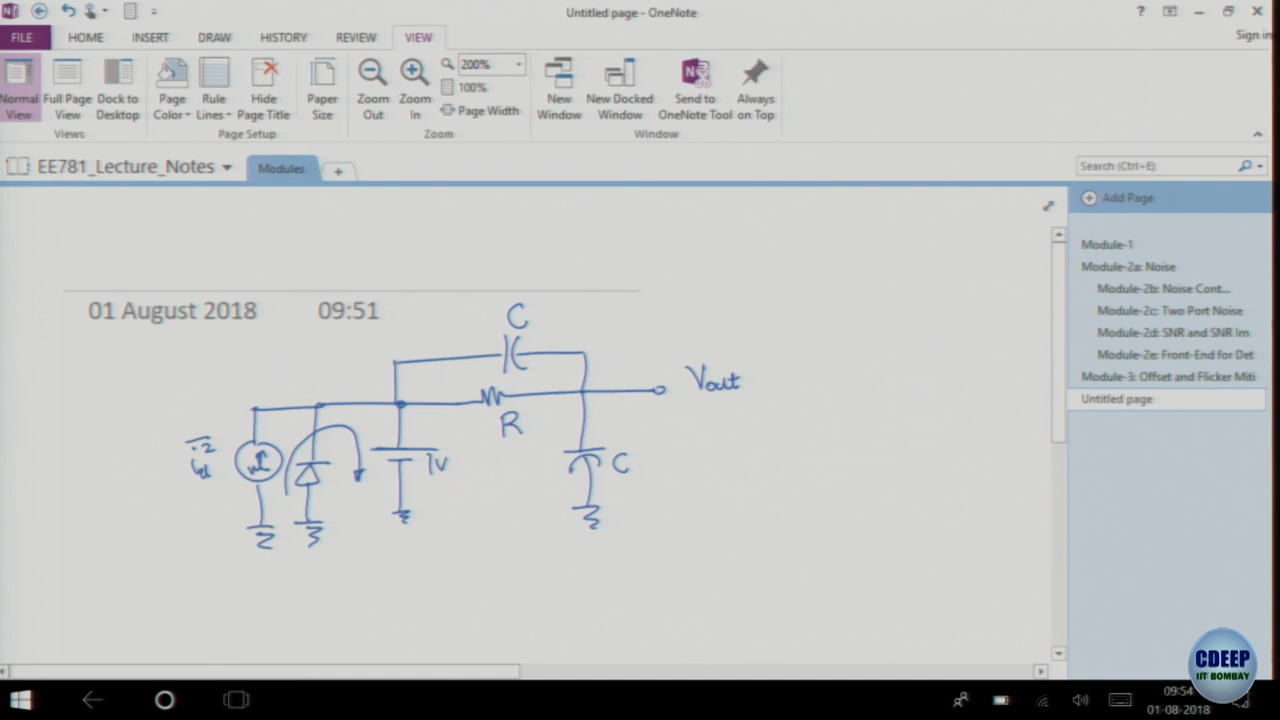 Untitled page - OneNote
FILE HOME INSERT DRAW HISTORY REVIEW VIEW
Sign in
Normal View
Full Page View
Dock to Desktop
Page Color
Rule Lines
Hide Page Title
Paper Size
Zoom Out
Zoom In
200%
100%
Page Width
New Window
New Docked Window
Send to OneNote Tool
Always on Top
Views
Page Setup
Zoom
Window
EE781_Lecture_Notes
Modules
Search (Ctrl+E)
Add Page
Module-1
Module-2a: Noise
Module-2b: Noise Cont...
Module-2c: Two Port Noise
Module-2d: SNR and SNR Im
Module-2e: Front-End for Det
Module-3: Offset and Flicker Miti
Untitled page
01 August 2018 09:51
C
Vout
R
1V
C
CDEEP
IIT BOMBAY
09:54
01-08-2018